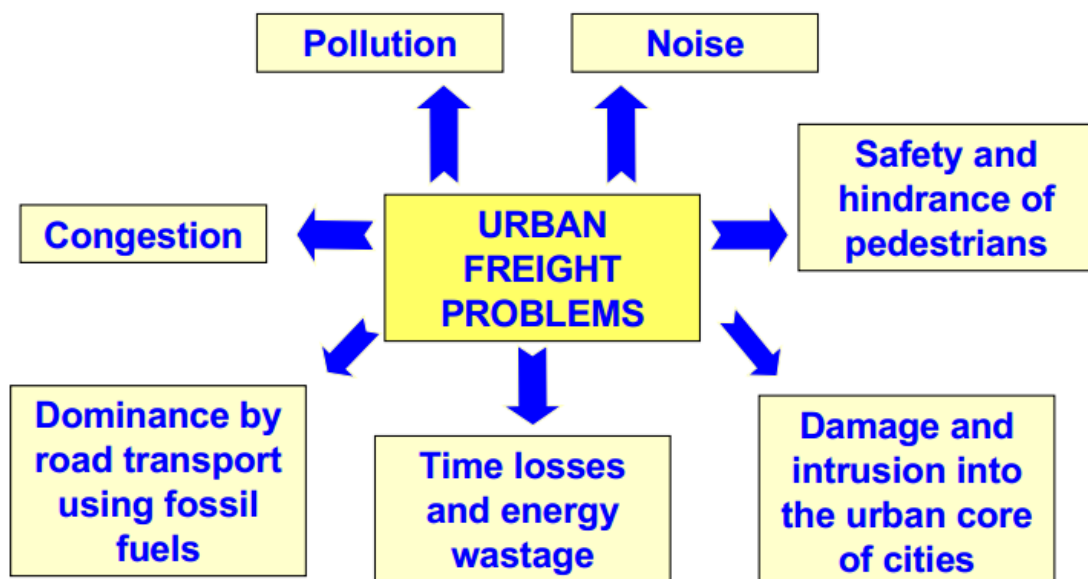 Pollution
Noise
Safety and
hindrance of
pedestrians
Congestion
URBAN
FREIGHT
PROBLEMS
Dominance by
road transport
using fossil
fuels
Time losses
and energy
wastage
Damage and
intrusion into
the urban core
of cities